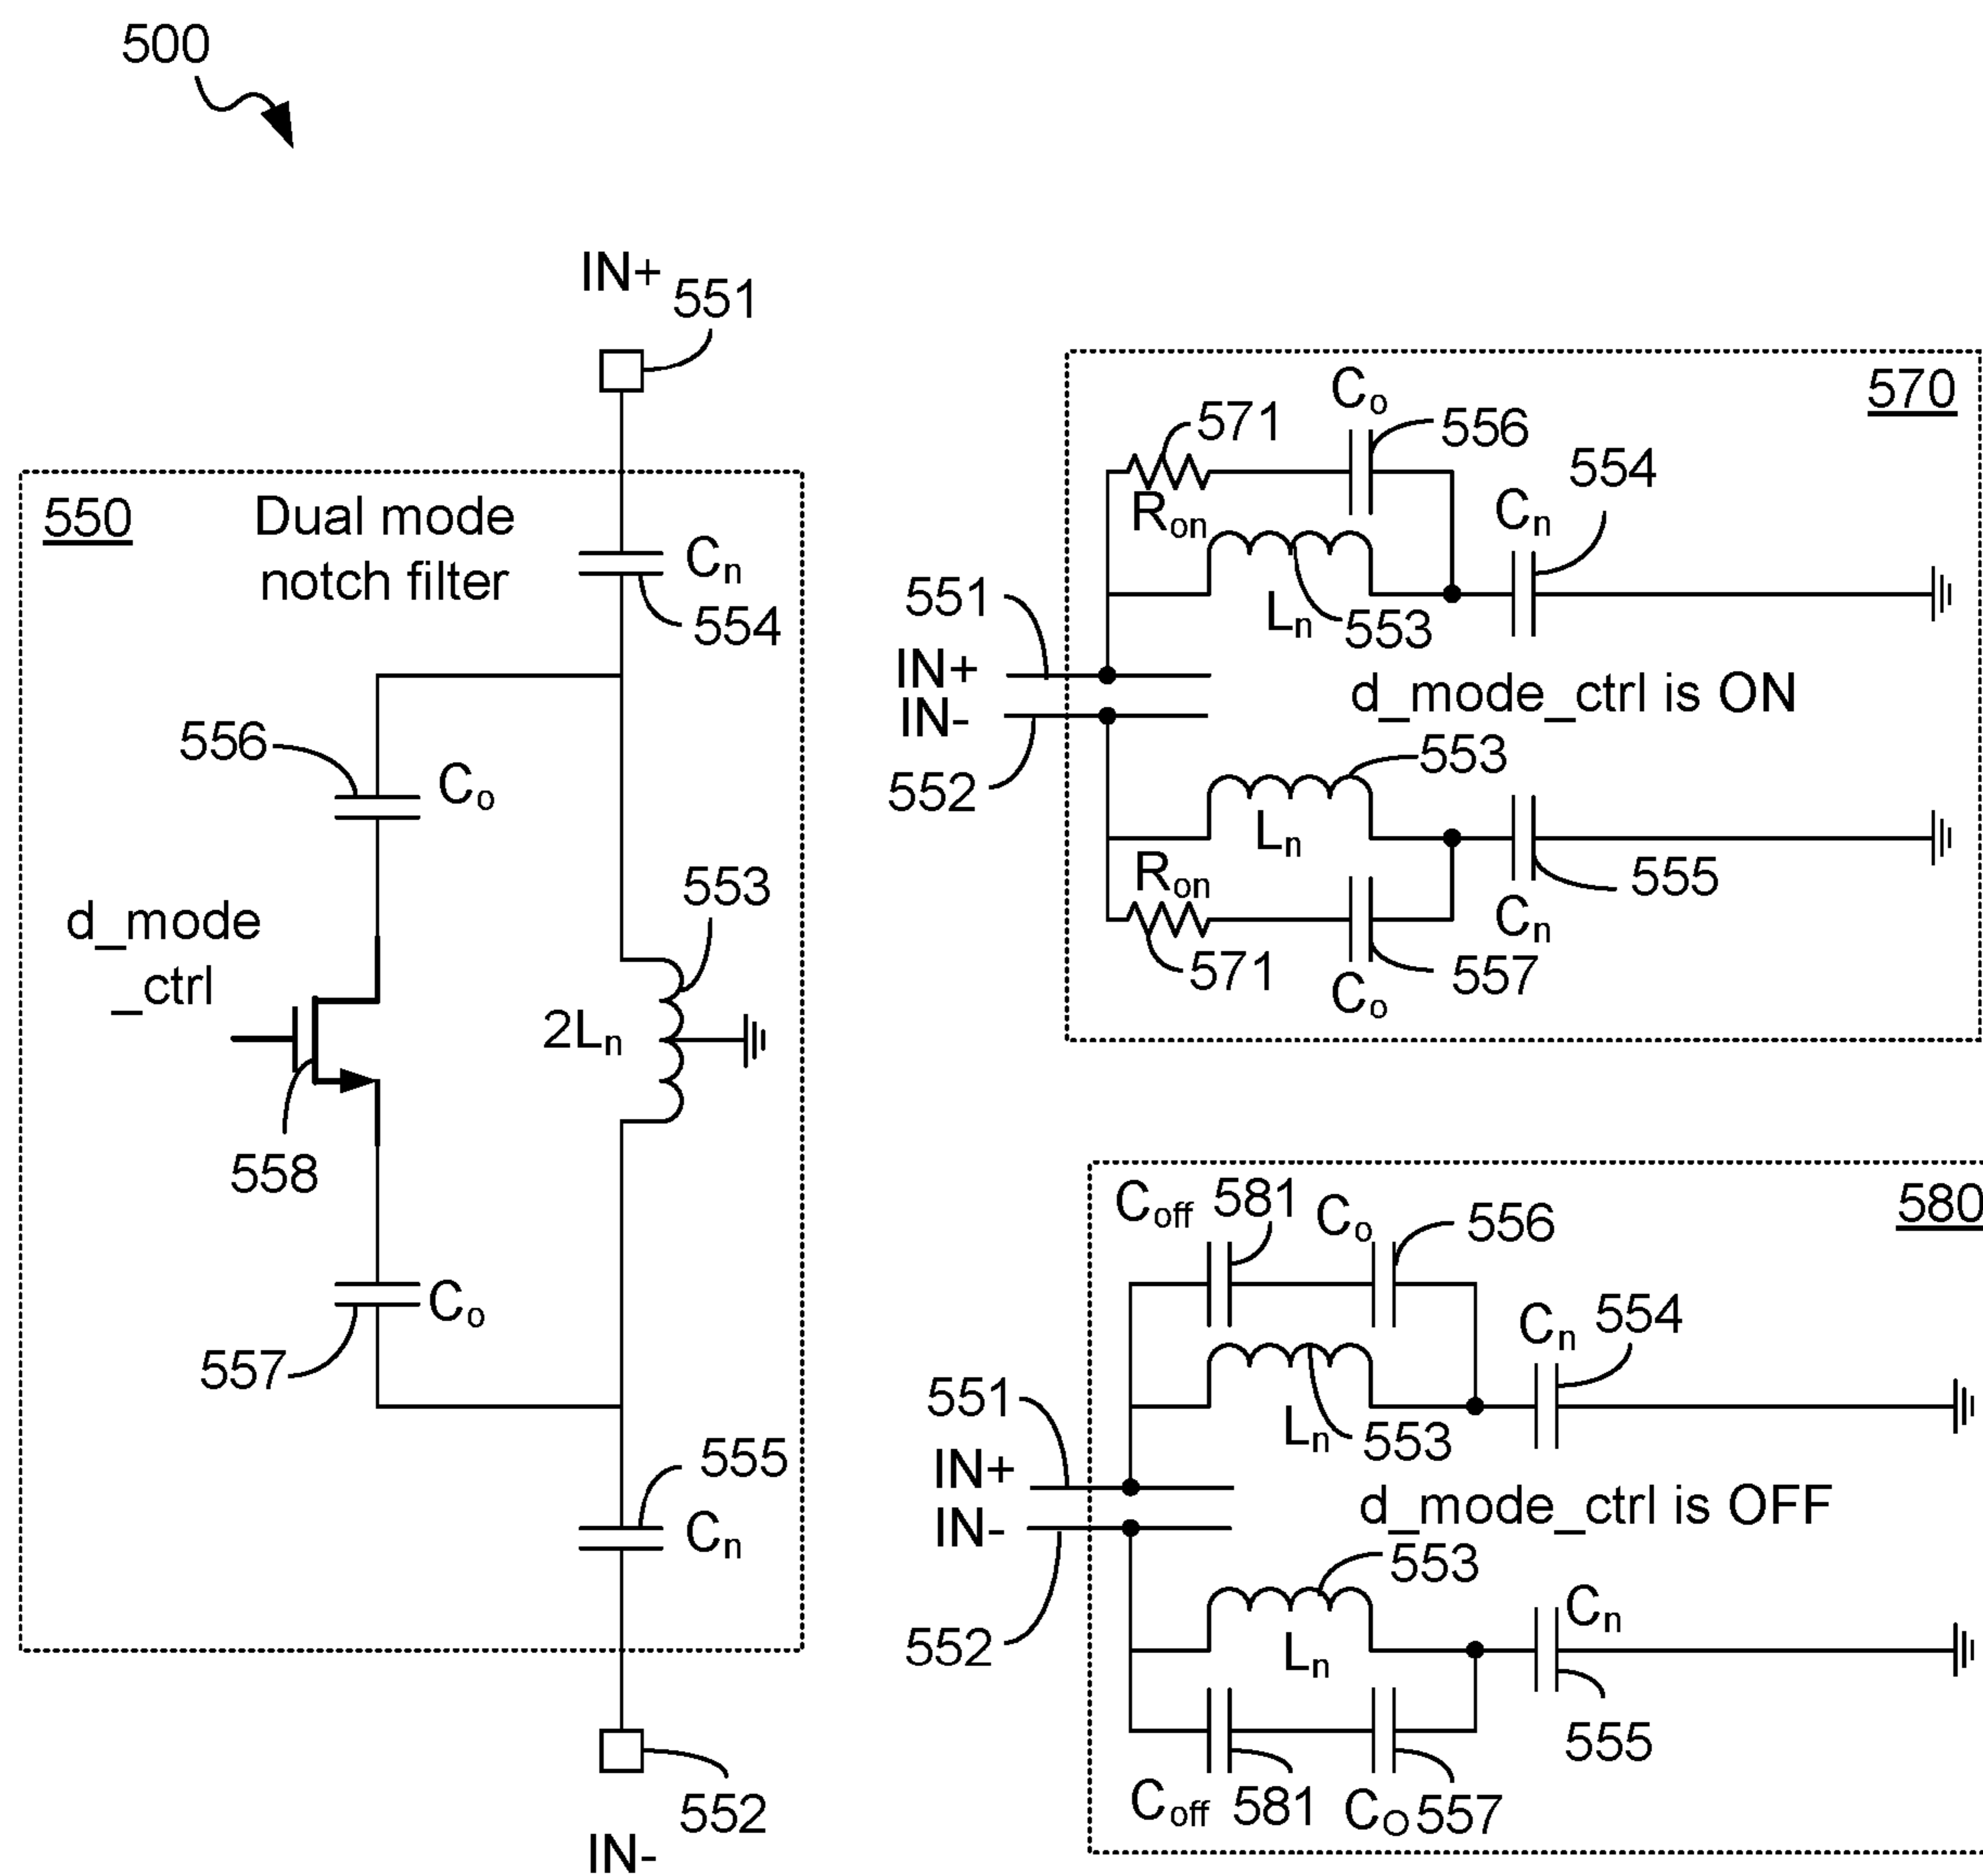 500
IN+
551
550
Dual mode
notch filter
Cn
554
556
Co
d_mode
_ctrl
553
2Ln
558
Co
557
555
Cn
552
IN-
570
Co
571
556
554
Ron
Cn
551
Ln
553
IN+
IN-
d_mode_ctrl is ON
553
552
Ln
Ron
555
Cn
571
557
Co
580
Coff
581
Co
556
Cn
554
551
Ln
553
IN+
IN-
d_mode_ctrl is OFF
553
Cn
552
Ln
555
Coff
581
CO
557